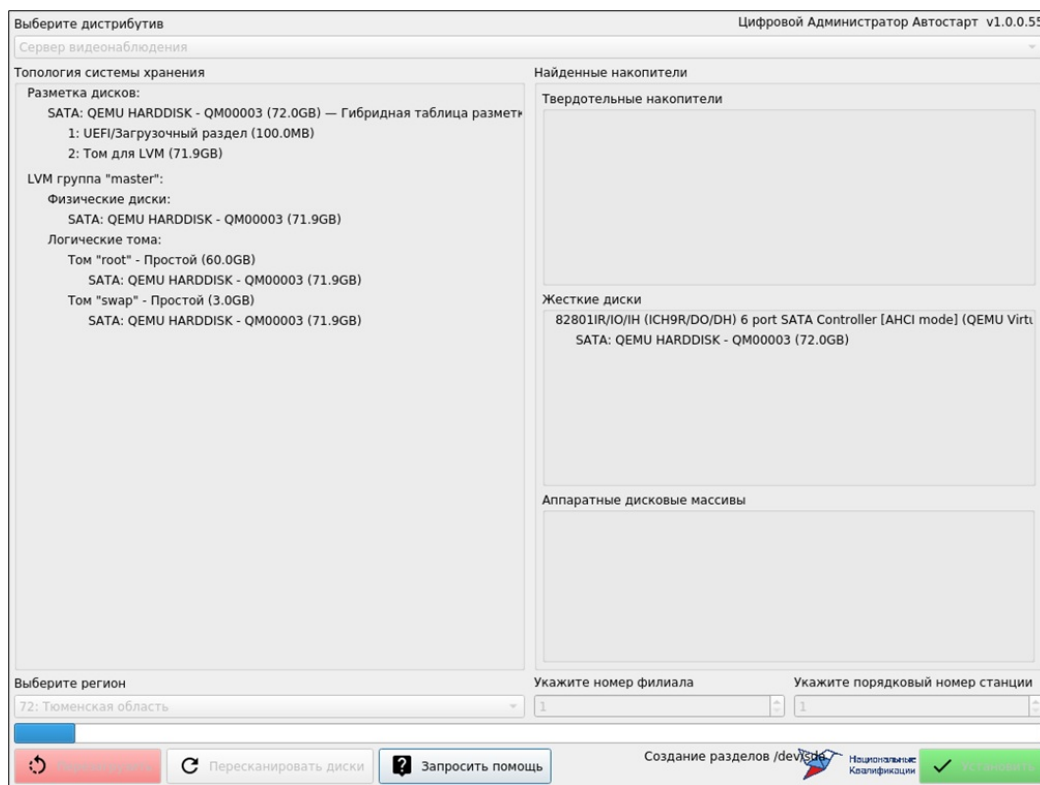 Выберите дистрибутив
Цифровой Администратор Автостарт v1.0.0.55
Сервер видеонаблюдения
Топология системы хранения
Разметка дисков:
SATA: QEMU HARDDISK - QM00003 (72.0GB) — Гибридная таблица разметк
1: UEFI/Загрузочный раздел (100.0MB)
2: Том для LVM (71.9GB)
LVM группа "master":
Физические диски:
SATA: QEMU HARDDISK - QM00003 (71.9GB)
Логические тома:
Том "root" - Простой (60.0GB)
SATA: QEMU HARDDISK - QM00003 (71.9GB)
Том "swap" - Простой (3.0GB)
SATA: QEMU HARDDISK - QM00003 (71.9GB)
Найденные накопители
Твердотельные накопители
Жесткие диски
82801IR/IO/IH (ICH9R/DO/DH) 6 port SATA Controller [AHCI mode] (QEMU Virtu
SATA: QEMU HARDDISK - QM00003 (72.0GB)
Аппаратные дисковые массивы
Выберите регион
72: Тюменская область
Укажите номер филиала
1
Укажите порядковый номер станции
1
Пересканировать диски
Запросить помощь
Создание разделов /dev/sda
Национальные
Квалификации
Установить